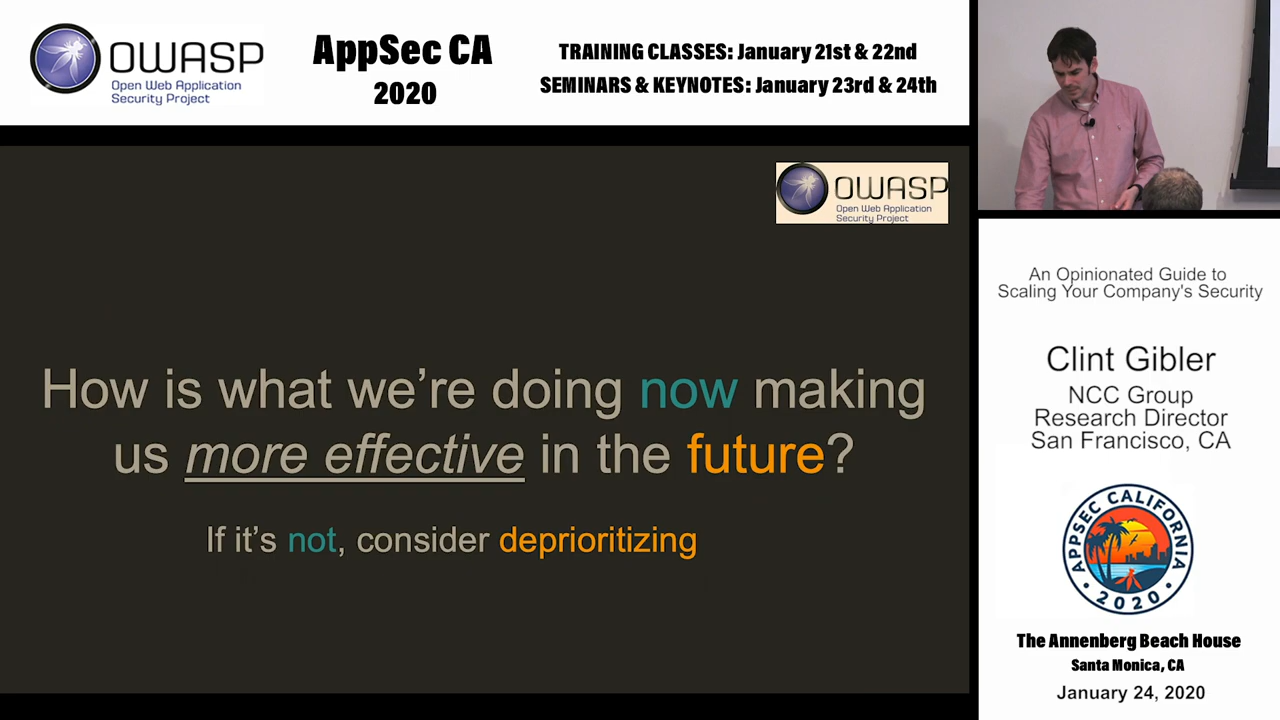 OWASP
Open Web Application
Security Project
AppSec CA
2020
TRAINING CLASSES: January 21st & 22nd
SEMINARS & KEYNOTES: January 23rd & 24th
OWASP
Open Web Application
Security Project
How is what we're doing now making
us more effective in the future?
If it's not, consider deprioritizing
An Opinionated Guide to
Scaling Your Company's Security
Clint Gibler
NCC Group
Research Director
San Francisco, CA
APPSEC CALIFORNIA
2020
The Annenberg Beach House
Santa Monica, CA
January 24, 2020